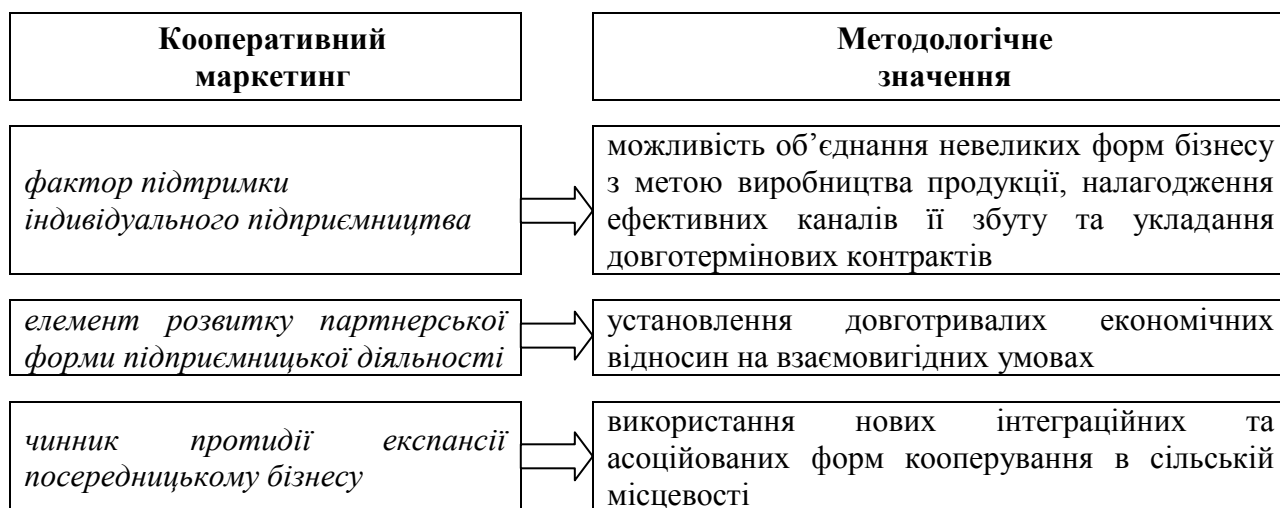 Кооперативний
маркетинг
Методологічне
значення
фактор підтримки
індивідуального підприємництва
можливість об’єднання невеликих форм бізнесу
з метою виробництва продукції, налагодження
ефективних каналів її збуту та укладання
довготермінових контрактів
елемент розвитку партнерської
форми підприємницької діяльності
установлення довготривалих економічних
відносин на взаємовигідних умовах
чинник протидії експансії
посередницькому бізнесу
використання нових інтеграційних та
асоційованих форм кооперування в сільській
місцевості